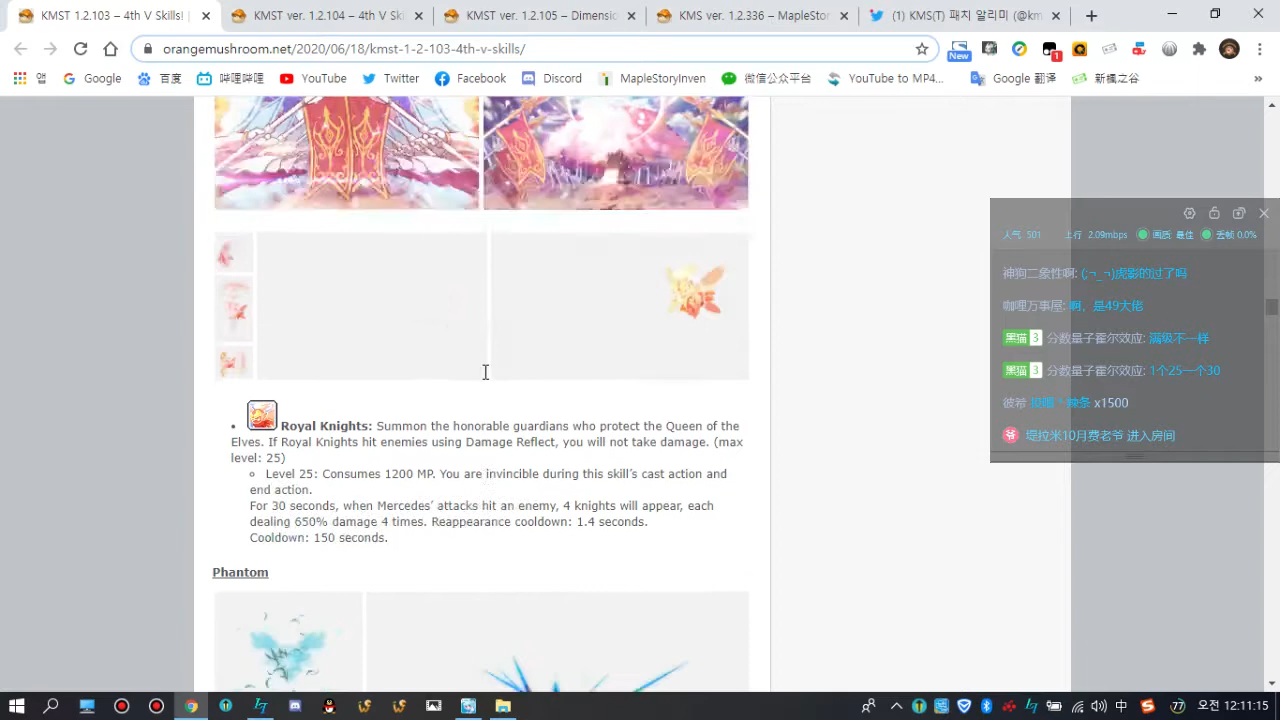 KMST 1.2.103 – 4th V Skills!
KMST ver. 1.2.104 – 4th V Ski
KMST ver. 1.2.105 – Dimensio
KMS ver. 1.2.336 – MapleStor
(1) KMS(T) 패치 알리미 (@km
orangemushroom.net/2020/06/18/kmst-1-2-103-4th-v-skills/
New
1
앱
Google
百度
哔哩哔哩
YouTube
Twitter
Facebook
Discord
MapleStoryInven
微信公众平台
YouTube to MP4...
Google 翻译
新楓之谷
»
Royal Knights: Summon the honorable guardians who protect the Queen of the
Elves. If Royal Knights hit enemies using Damage Reflect, you will not take damage. (max
level: 25)
Level 25: Consumes 1200 MP. You are invincible during this skill's cast action and
end action.
For 30 seconds, when Mercedes' attacks hit an enemy, 4 knights will appear, each
dealing 650% damage 4 times. Reappearance cooldown: 1.4 seconds.
Cooldown: 150 seconds.
Phantom
人气 501 上行 2.09mbps 画质 最佳 丢帧 0.0%
神狗二象性啊: (;¬_¬)虎影的过了吗
咖哩万事屋: 啊，是49大佬
黑猫 3 分数量子霍尔效应: 满级不一样
黑猫 3 分数量子霍尔效应: 1个25一个30
彼希 辣条 x1500
爷 堤拉米10月费老爷 进入房间
中
77
오전 12:11:15